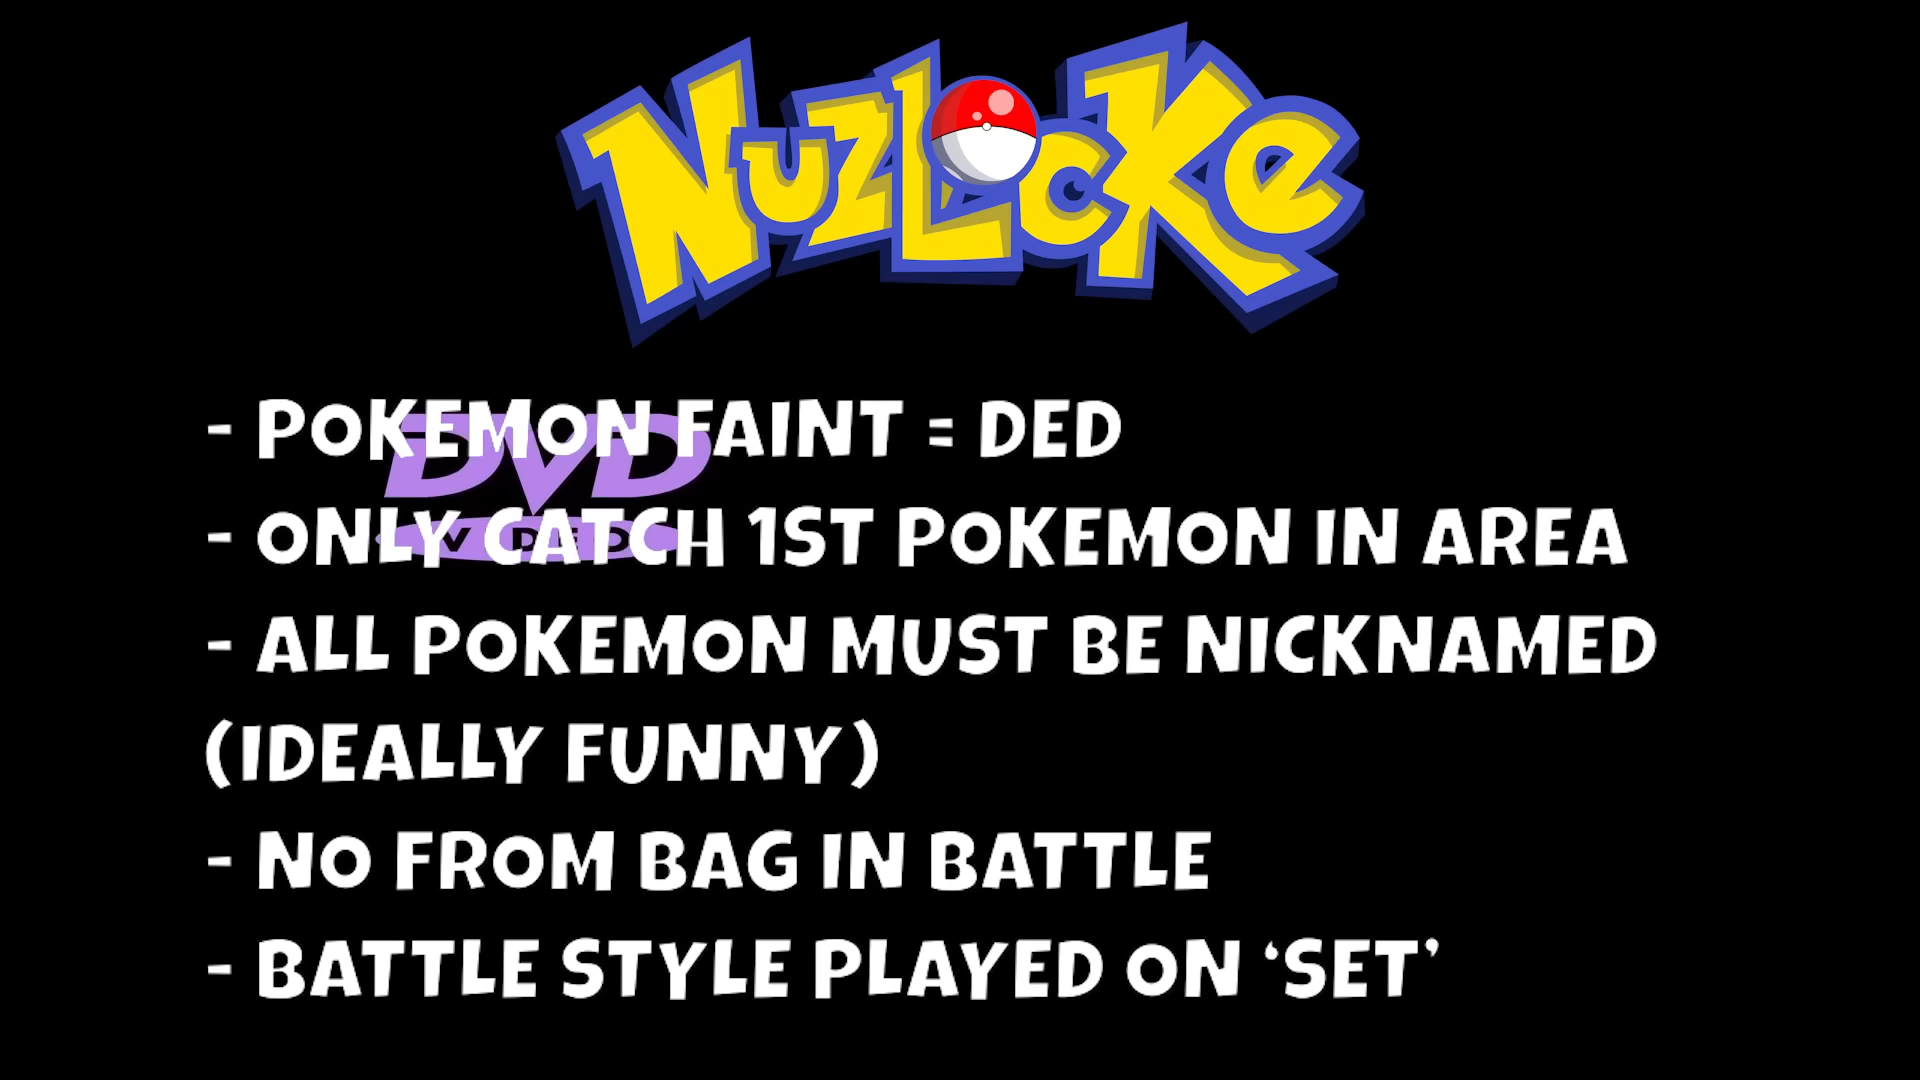 NUZLOCKE
- POKEMON FAINT = DED
DVD
- ONLY CATCH 1ST POKEMON IN AREA
VIDEO
- ALL POKEMON MUST BE NICKNAMED
(IDEALLY FUNNY)
- NO FROM BAG IN BATTLE
- BATTLE STYLE PLAYED ON ‘SET’